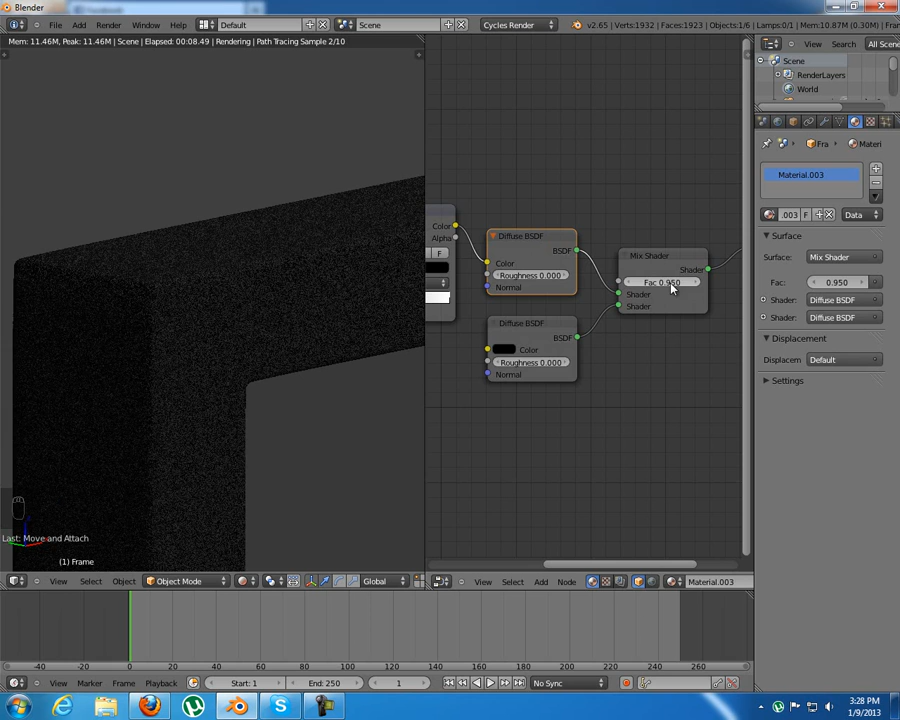 Blender
File Add Render Window Help Default Scene Cycles Render v2.65 | Verts:1932 | Faces:1923 | Objects:1/6 | Lamps:0/1 | Mem:10.87M (0.30M) | Fran
Mem: 11.46M, Peak: 11.46M | Scene | Elapsed: 00:08.49 | Rendering | Path Tracing Sample 2/10
View Search All Scene
Scene
RenderLayers
World
Fra Materi
Material.003
.003 F Data
Surface
Surface: Mix Shader
Fac: 0.950
Shader: Diffuse BSDF
Shader: Diffuse BSDF
Displacement
Displacem Default
Settings
Color
Alpha
F
Diffuse BSDF
BSDF
Color
Roughness 0.000
Normal
Diffuse BSDF
BSDF
Color
Roughness 0.000
Normal
Mix Shader
Shader
Fac 0.950
Shader
Shader
Last: Move and Attach
(1) Frame
View Select Object Object Mode Global
View Select Add Node Material.003
-40 -20 0 20 40 60 80 100 120 140 160 180 200 220 240 260 280
View Marker Frame Playback Start: 1 End: 250 1 No Sync
3:28 PM
1/9/2013